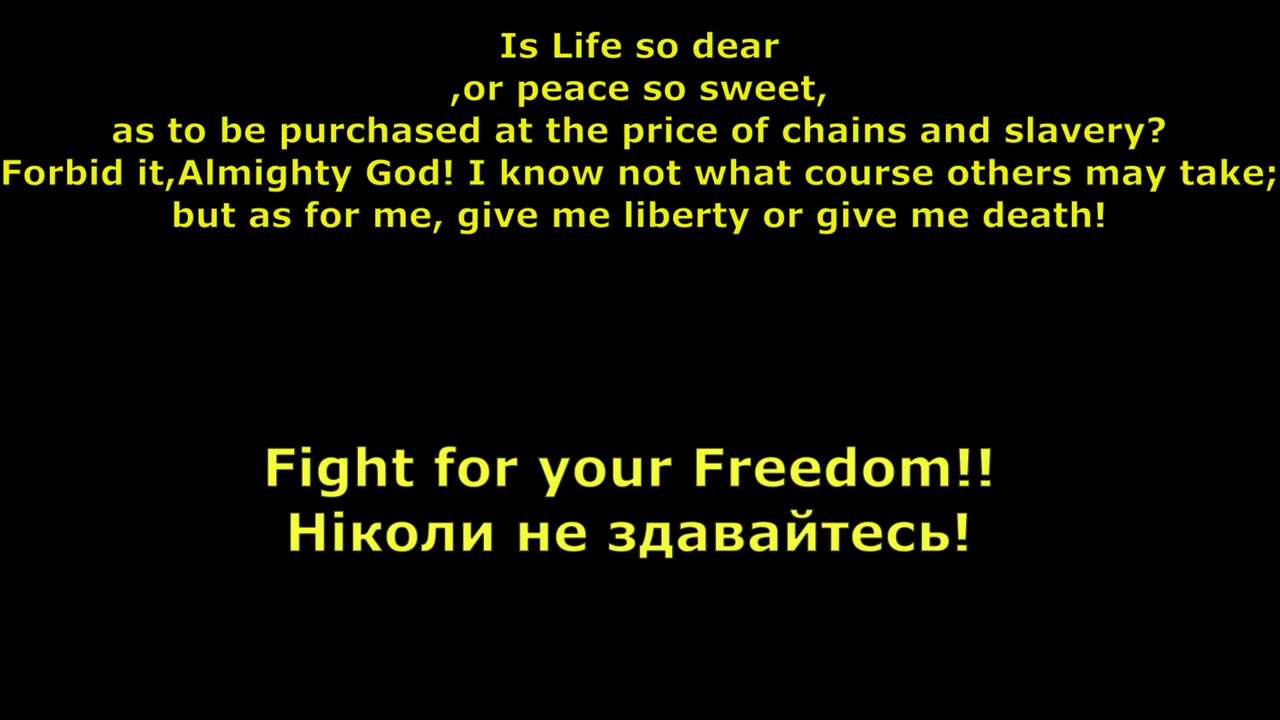 Is Life so dear
,or peace so sweet,
as to be purchased at the price of chains and slavery?
Forbid it,Almighty God! I know not what course others may take;
but as for me, give me liberty or give me death!
Fight for your Freedom!!
Ніколи не здавайтесь!